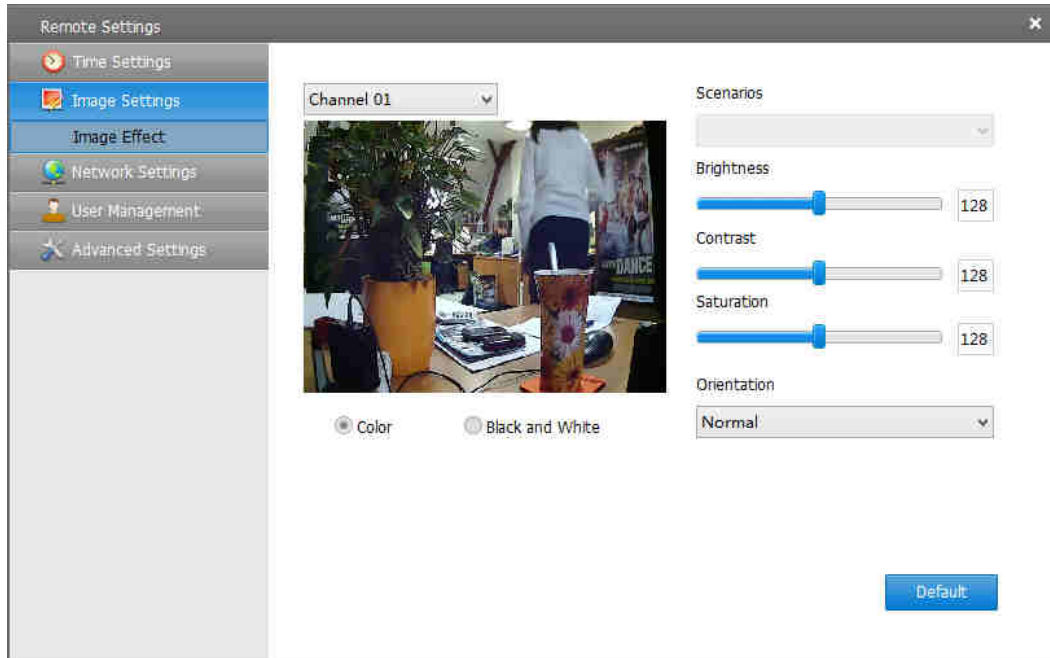 Remote Settings
Time Settings
Image Settings
Image Effect
Network Settings
User Management
Advanced Settings
Channel 01
DANCE
Color
Black and White
Scenarios
Brightness
128
Contrast
128
Saturation
128
Orientation
Normal
Default